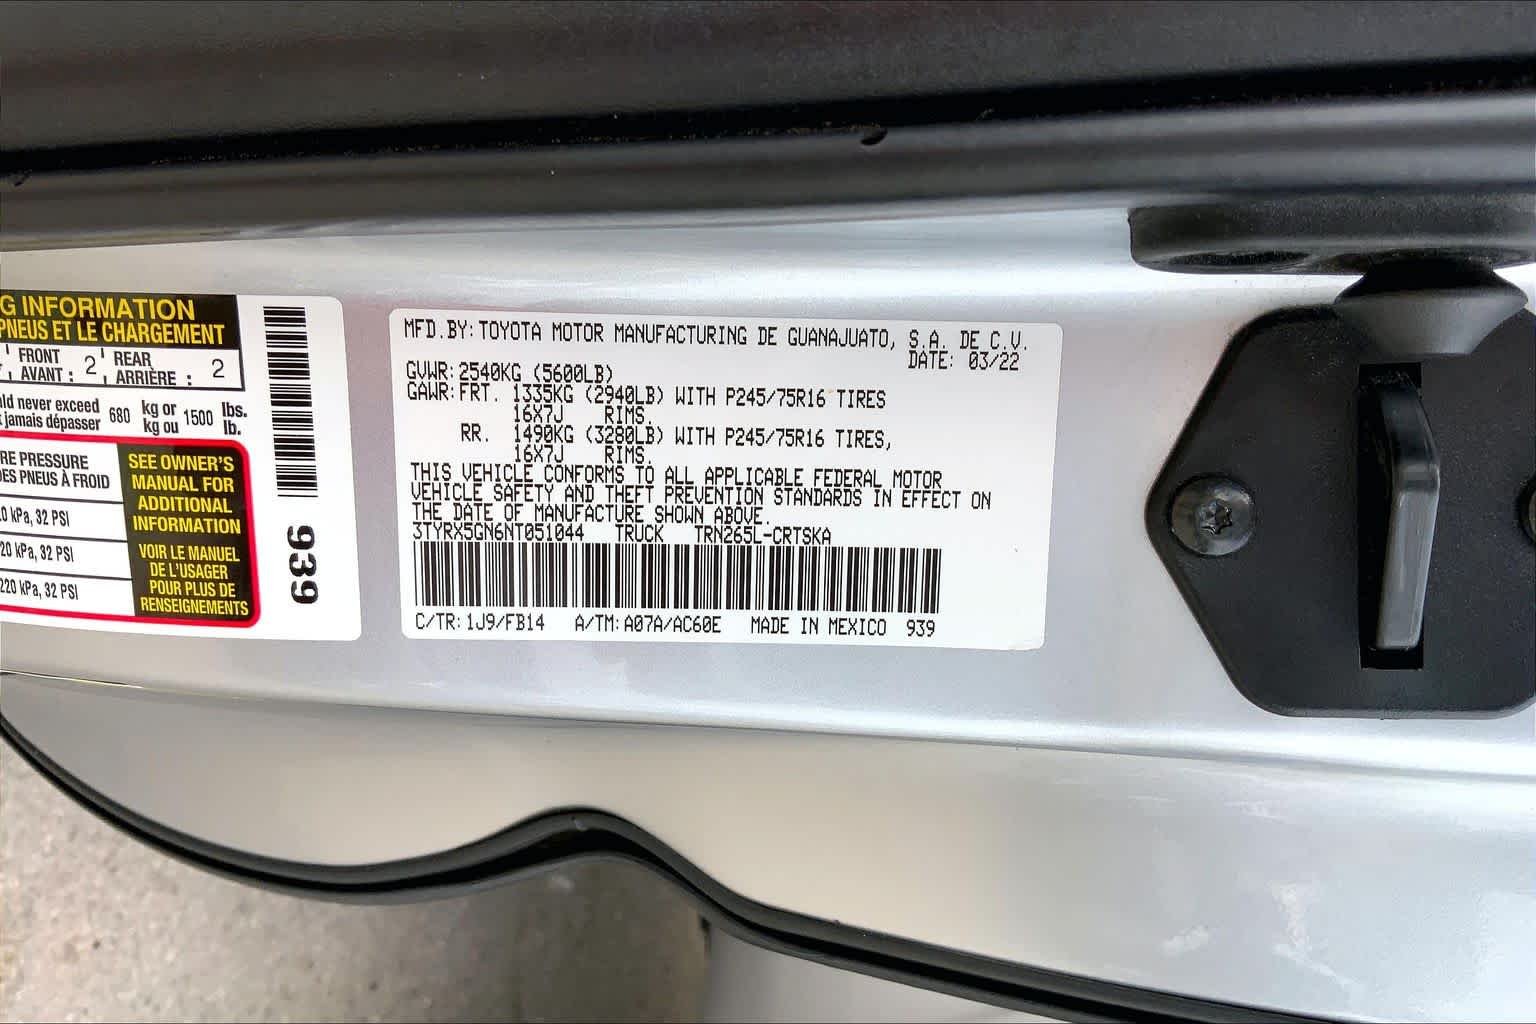 G INFORMATION
PNEUS ET LE CHARGEMENT
FRONT 2 REAR 2
AVANT : ARRIÈRE :
ld never exceed 680 kg or 1500 lbs.
jamais dépasser kg ou lb.
RE PRESSURE
DES PNEUS À FROID
0 kPa, 32 PSI
20 kPa, 32 PSI
220 kPa, 32 PSI
SEE OWNER'S
MANUAL FOR
ADDITIONAL
INFORMATION
VOIR LE MANUEL
DE L'USAGER
POUR PLUS DE
RENSEIGNEMENTS
939
MFD.BY: TOYOTA MOTOR MANUFACTURING DE GUANAJUATO, S.A. DE C.V.
DATE: 03/22
GVWR: 2540KG (5600LB)
GAWR: FRT. 1335KG (2940LB) WITH P245/75R16 TIRES
16X7J RIMS.
RR. 1490KG (3280LB) WITH P245/75R16 TIRES,
16X7J RIMS.
THIS VEHICLE CONFORMS TO ALL APPLICABLE FEDERAL MOTOR
VEHICLE SAFETY AND THEFT PREVENTION STANDARDS IN EFFECT ON
THE DATE OF MANUFACTURE SHOWN ABOVE.
3TYRX5GN6NT051044 TRUCK TRN265L-CRTSKA
C/TR: 1J9/FB14 A/TM: A07A/AC60E MADE IN MEXICO 939